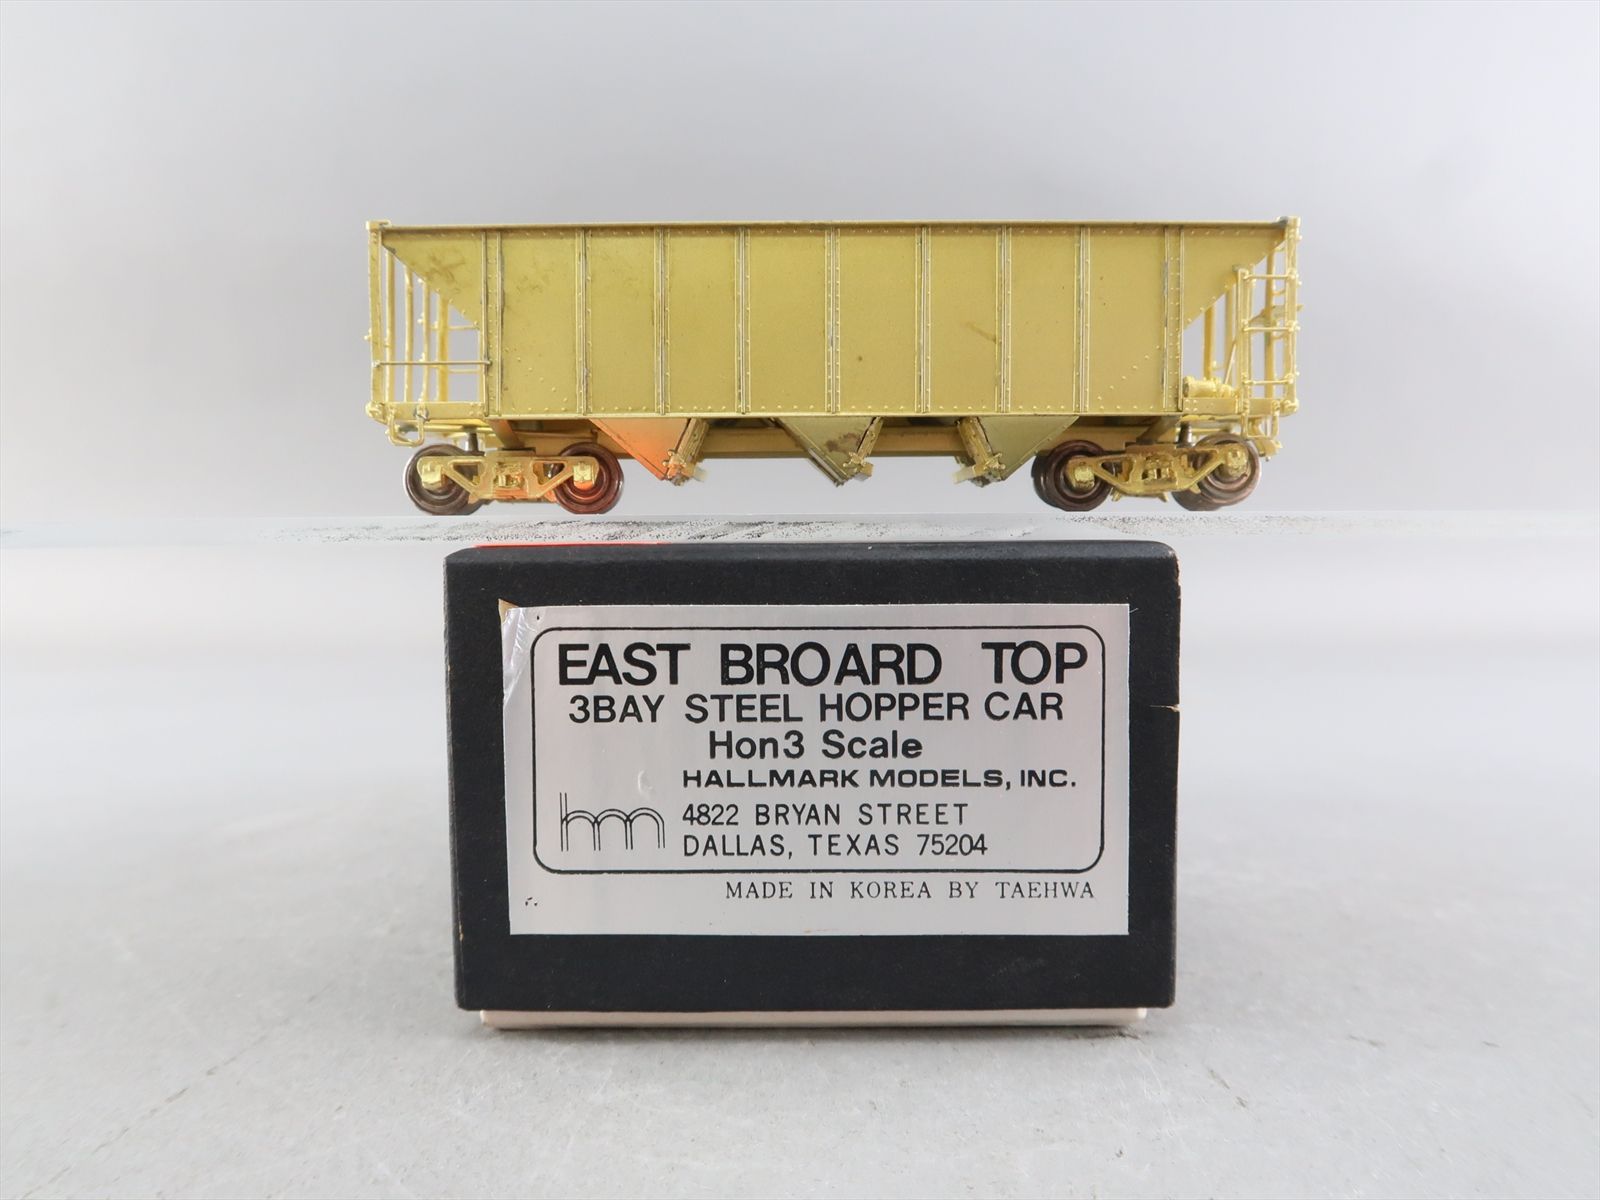 EAST BROARD TOP
3BAY STEEL HOPPER CAR
Hon3 Scale
HALLMARK MODELS, INC.
hm
4822 BRYAN STREET
DALLAS, TEXAS 75204
MADE IN KOREA BY TAEHWA